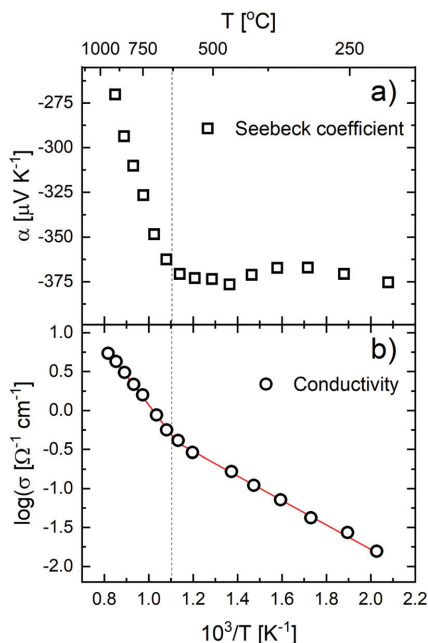 T [°C]
1000 750 500 250
a)
Seebeck coefficient
α [μV K⁻¹]
-275
-300
-325
-350
-375
b)
Conductivity
log(σ [Ω⁻¹ cm⁻¹)
1.0
0.5
0.0
-0.5
-1.0
-1.5
-2.0
0.8 1.0 1.2 1.4 1.6 1.8 2.0 2.2
10³/T [K⁻¹]